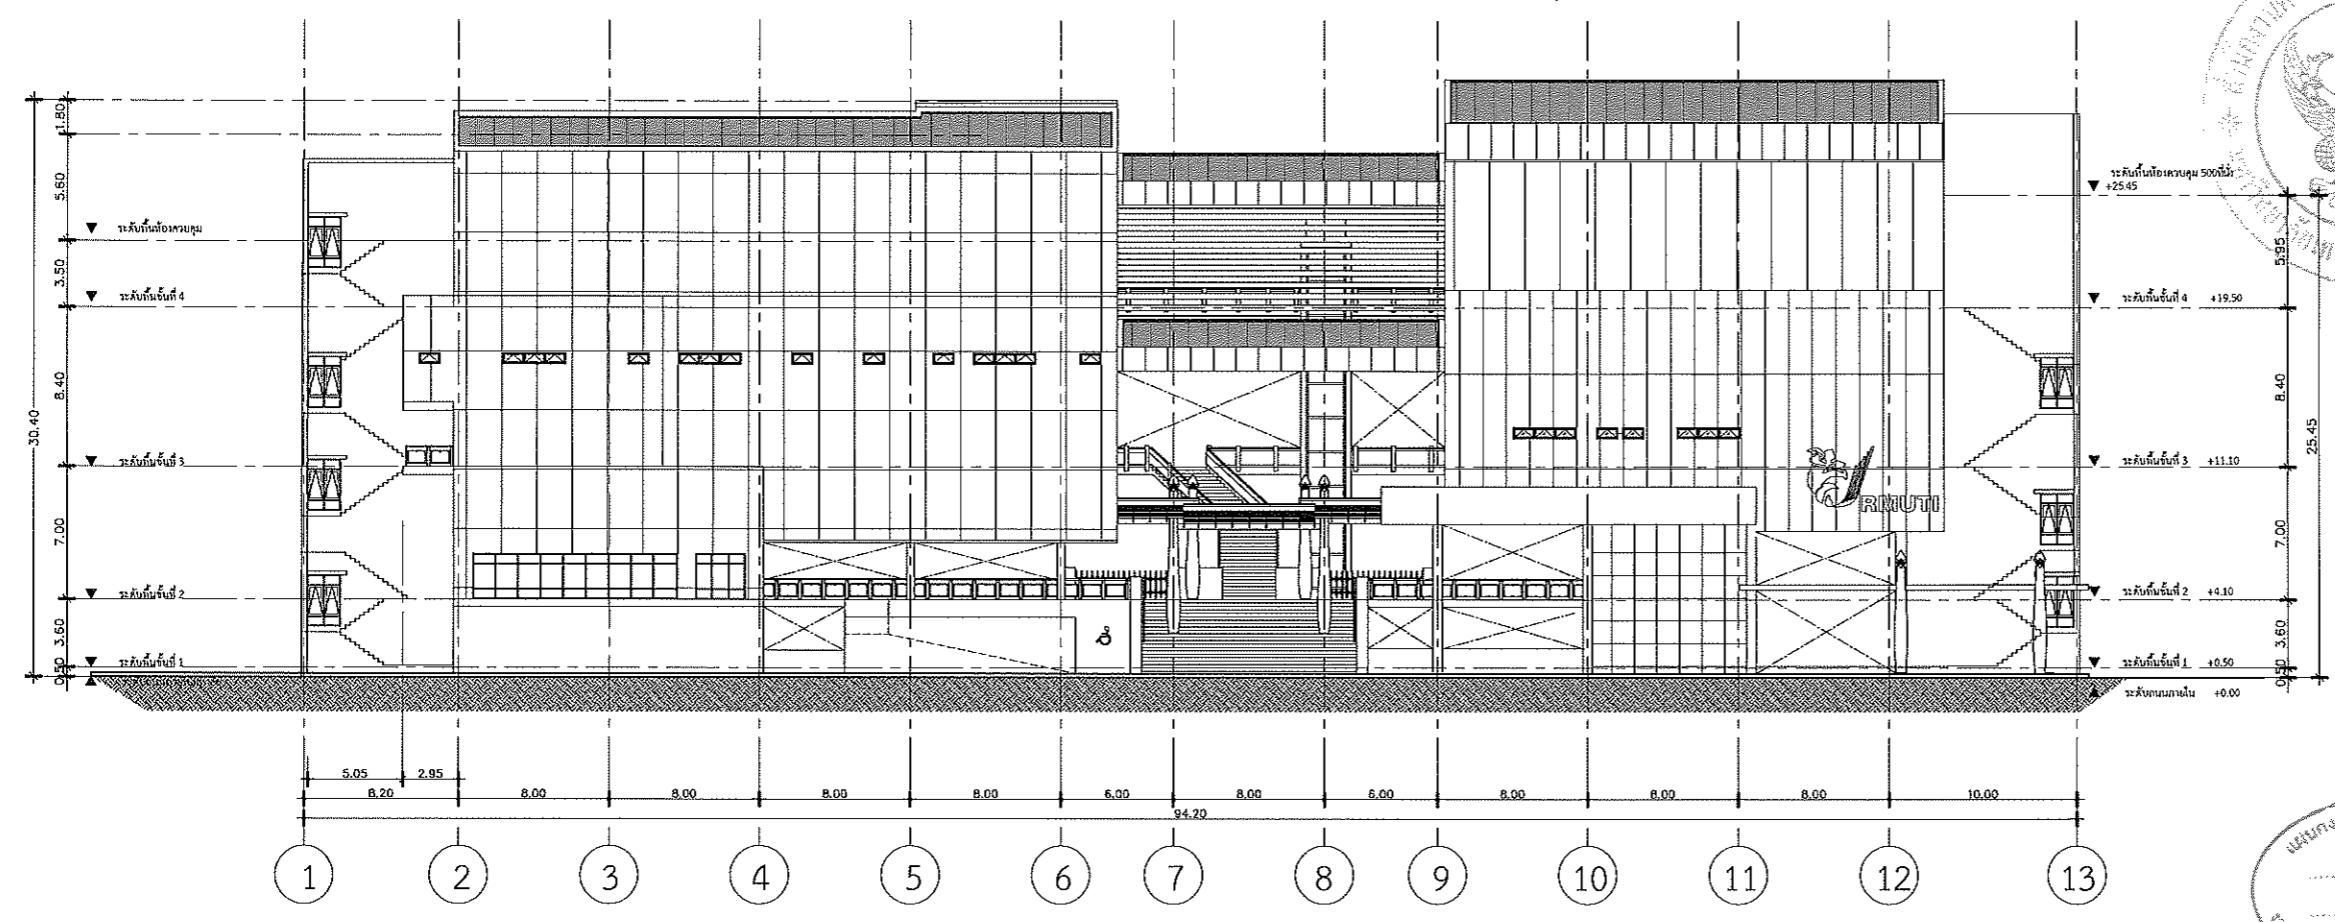 1.80
5.60
3.50
8.40
7.00
3.60
0.50
30.40
ระดับพื้นห้องควบคุม
ระดับพื้นชั้นที่ 4
ระดับพื้นชั้นที่ 3
ระดับพื้นชั้นที่ 2
ระดับพื้นชั้นที่ 1
RMUTI
ระดับพื้นห้องควบคุม 500ที่นั่ง
+25.45
ระดับพื้นชั้นที่ 4 +19.50
ระดับพื้นชั้นที่ 3 +11.10
ระดับพื้นชั้นที่ 2 +4.10
ระดับพื้นชั้นที่ 1 +0.50
ระดับถนนภายใน +0.00
5.95
8.40
7.00
3.60
0.50
25.45
5.05 2.95
8.20 8.00 8.00 8.00 8.00 6.00 8.00 6.00 8.00 8.00 8.00 10.00
94.20
1 2 3 4 5 6 7 8 9 10 11 12 13